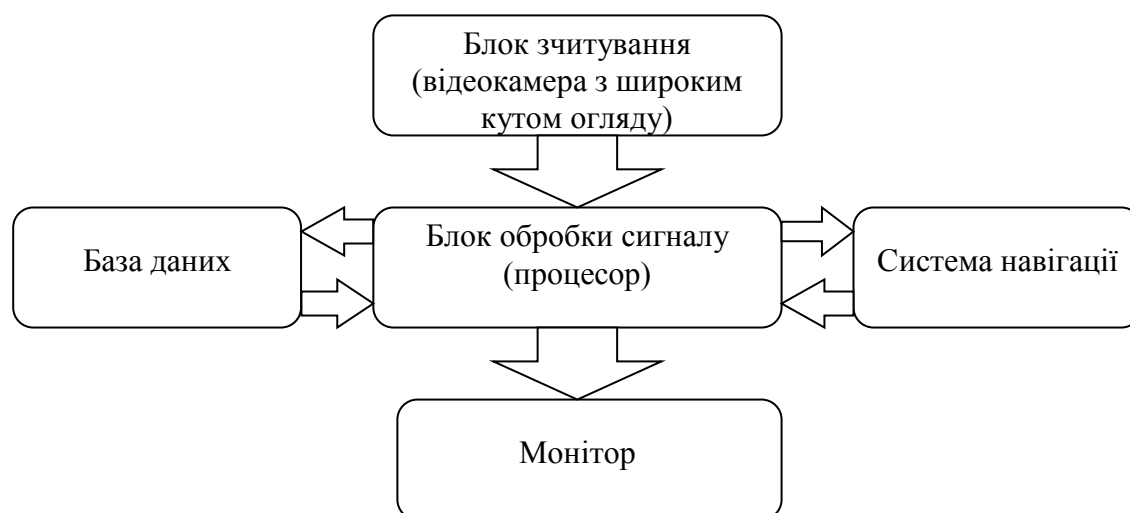 Блок зчитування
(відеокамера з широким
кутом огляду)
База даних
Блок обробки сигналу
(процесор)
Система навігації
Монітор